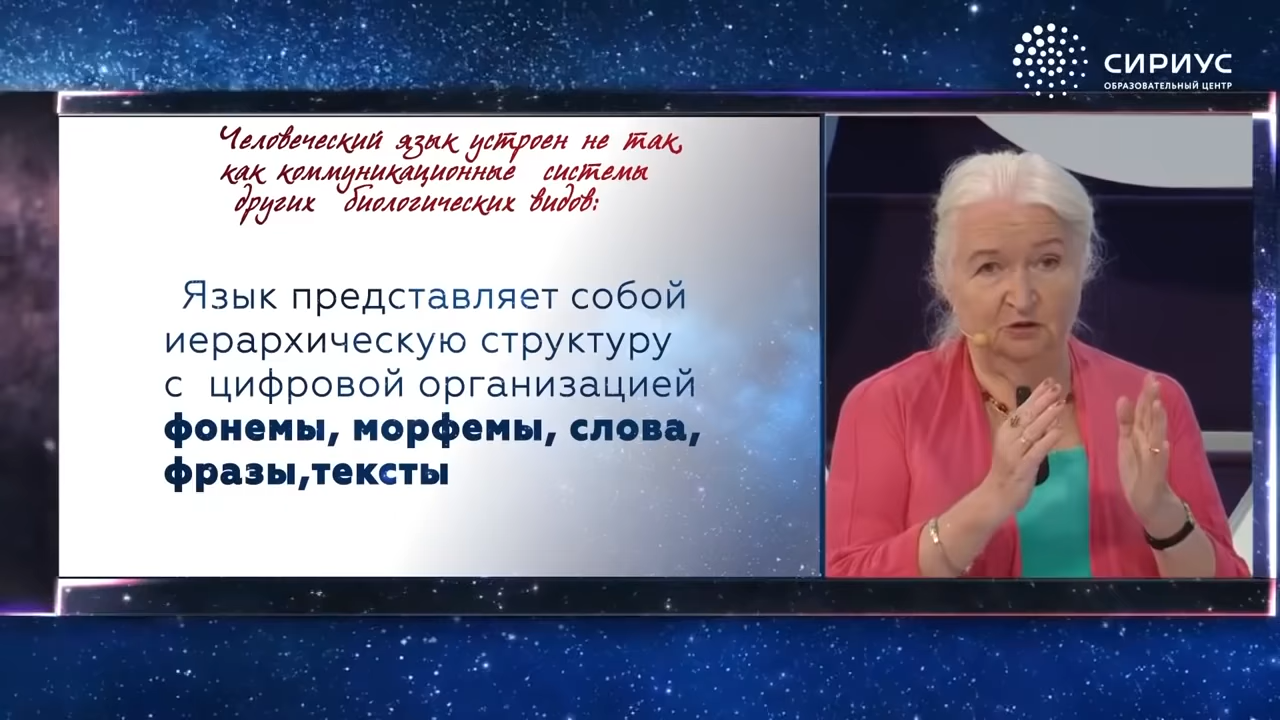 СИРИУС
ОБРАЗОВАТЕЛЬНЫЙ ЦЕНТР
Человеческий язык устроен не так,
как коммуникационные системы
других биологических видов:
Язык представляет собой
иерархическую структуру
с цифровой организацией
фонемы, морфемы, слова,
фразы,тексты